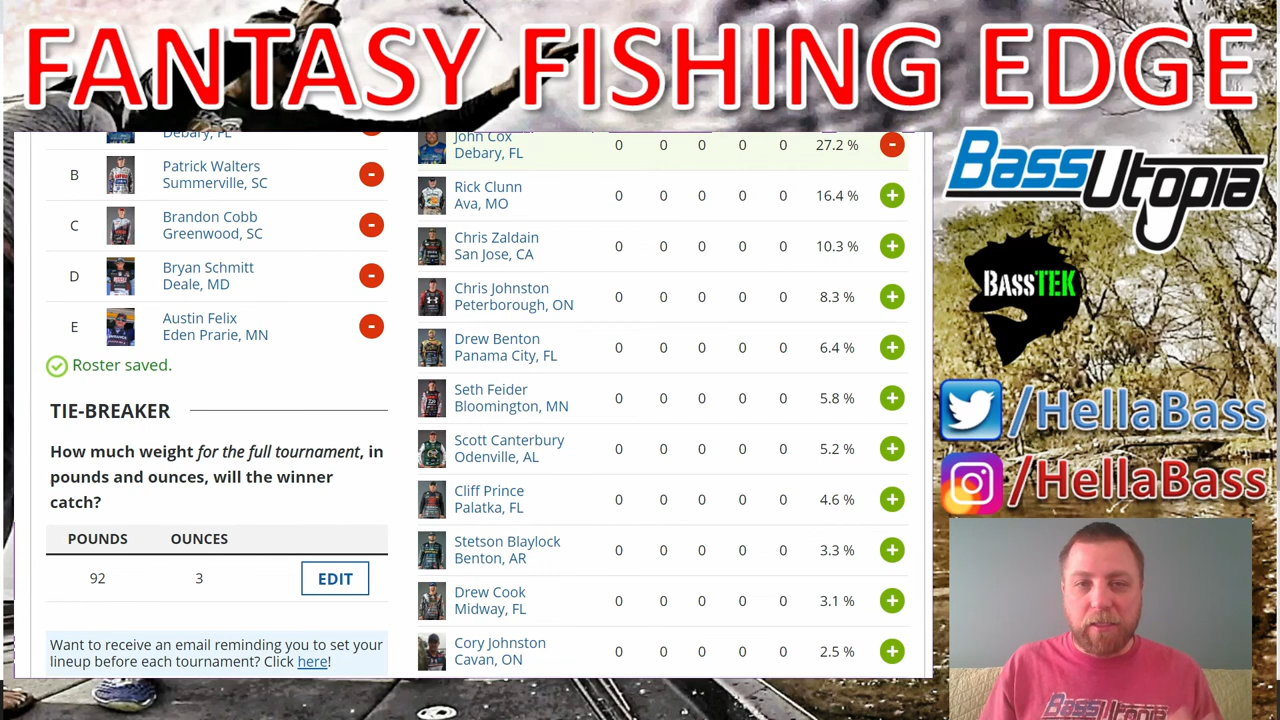 FANTASY FISHING EDGE
Debary, FL
B
Patrick Walters
Summerville, SC
C
Brandon Cobb
Greenwood, SC
D
Bryan Schmitt
Deale, MD
E
Austin Felix
Eden Prarie, MN
Roster saved.
TIE-BREAKER
How much weight for the full tournament, in
pounds and ounces, will the winner
catch?
POUNDS OUNCES
92 3 EDIT
Want to receive an email reminding you to set your
lineup before each tournament? Click here!
John Cox
Debary, FL
0 0 0 0 0 27.2 %
Rick Clunn
Ava, MO
0 0 0 0 0 16.4 %
Chris Zaldain
San Jose, CA
0 0 0 0 0 10.3 %
Chris Johnston
Peterborough, ON
0 0 0 0 0 8.3 %
Drew Benton
Panama City, FL
0 0 0 0 0 6.4 %
Seth Feider
Bloomington, MN
0 0 0 0 0 5.8 %
Scott Canterbury
Odenville, AL
0 0 0 0 0 5.2 %
Cliff Prince
Palatka, FL
0 0 0 0 0 4.6 %
Stetson Blaylock
Benton, AR
0 0 0 0 0 3.3 %
Drew Cook
Midway, FL
0 0 0 0 0 3.1 %
Cory Johnston
Cavan, ON
0 0 0 0 0 2.5 %
BassUtopia
BASSTEK
/HellaBass
/HellaBass
BASSUTOPIA